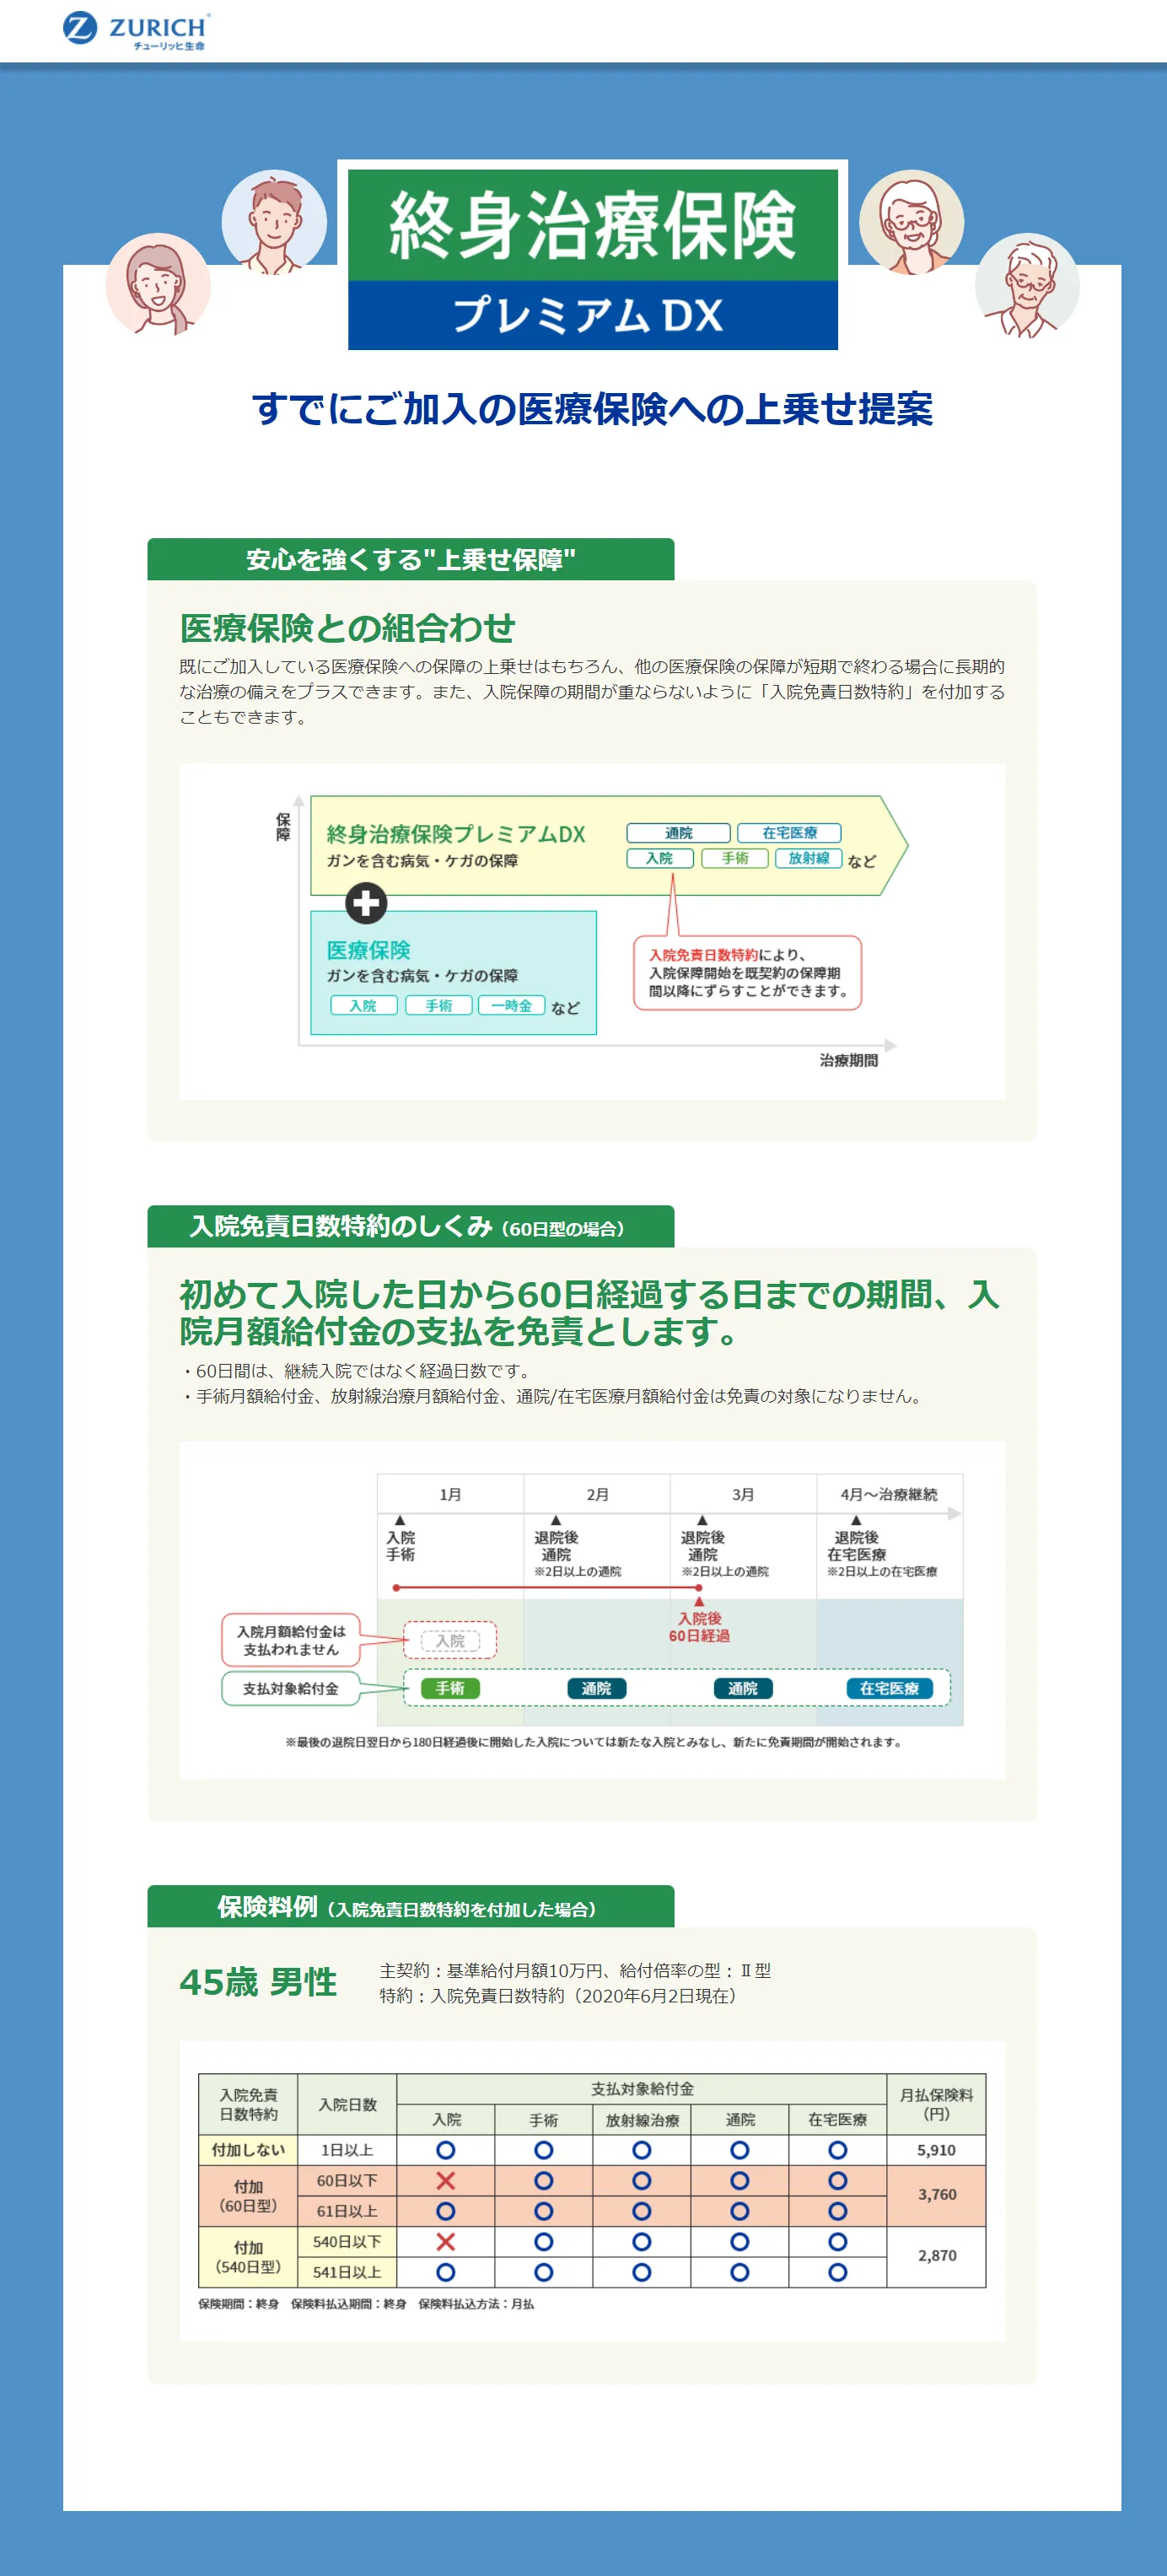 ZURICH
チューリッヒ生命
終身治療保険
プレミアム DX
すでにご加入の医療保険への上乗せ提案
安心を強くする"上乗せ保障"
医療保険との組合わせ
既にご加入している医療保険への保障の上乗せはもちろん、他の医療保険の保障が短期で終わる場合に長期的
な治療の備えをプラスできます。また、入院保障の期間が重ならないように「入院免責日数特約」を付加する
こともできます。
保障
終身治療保険プレミアムDX
ガンを含む病気・ケガの保障
通院 在宅医療
入院 手術 放射線 など
医療保険
ガンを含む病気・ケガの保障
入院 手術 一時金 など
入院免責日数特約により、
入院保障開始を既契約の保障期
間以降にずらすことができます。
治療期間
入院免責日数特約のしくみ（60日型の場合）
初めて入院した日から60日経過する日までの期間、入
院月額給付金の支払を免責とします。
・60日間は、継続入院ではなく経過日数です。
・手術月額給付金、放射線治療月額給付金、通院/在宅医療月額給付金は免責の対象になりません。
1月 2月 3月 4月～治療継続
▲ ▲ ▲ ▲
入院 退院後 退院後 退院後
手術 通院 通院 在宅医療
※2日以上の通院 ※2日以上の通院 ※2日以上の在宅医療
▲
入院後
60日経過
入院月額給付金は
支払われません
入院
支払対象給付金
手術 通院 通院 在宅医療
※最後の退院日翌日から180日経過後に開始した入院については新たな入院とみなし、新たに免責期間が開始されます。
保険料例（入院免責日数特約を付加した場合）
45歳 男性
主契約：基準給付月額10万円、給付倍率の型：Ⅱ型
特約：入院免責日数特約（2020年6月2日現在）
入院免責
日数特約
入院日数
支払対象給付金
月払保険料
（円）
入院 手術 放射線治療 通院 在宅医療
付加しない 1日以上 〇 〇 〇 〇 〇 5,910
付加
（60日型）
60日以下 ✕ 〇 〇 〇 〇
61日以上 〇 〇 〇 〇 〇
3,760
付加
（540日型）
540日以下 ✕ 〇 〇 〇 〇
541日以上 〇 〇 〇 〇 〇
2,870
保険期間：終身 保険料払込期間：終身 保険料払込方法：月払